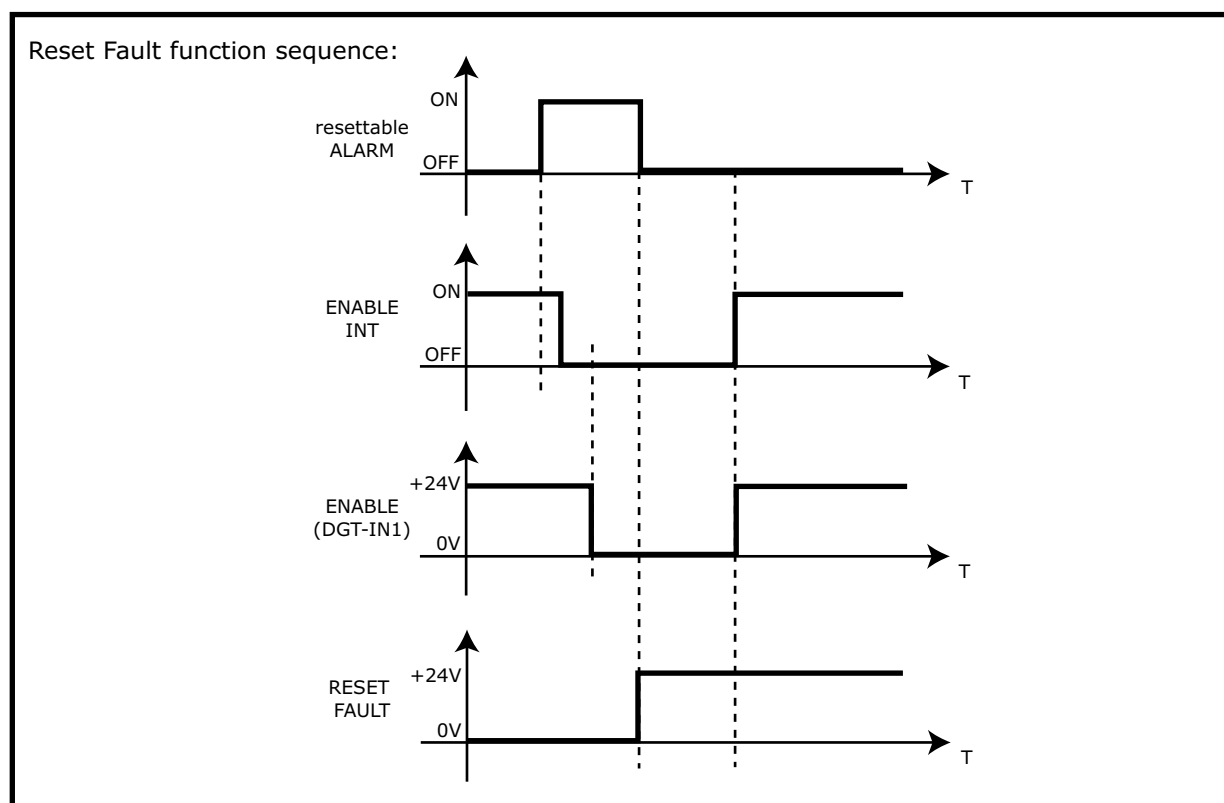 Reset Fault function sequence:
ON
resettable
ALARM
OFF
T
ON
ENABLE
INT
OFF
T
+24V
ENABLE
(DGT-IN1)
0V
T
+24V
RESET
FAULT
0V
T